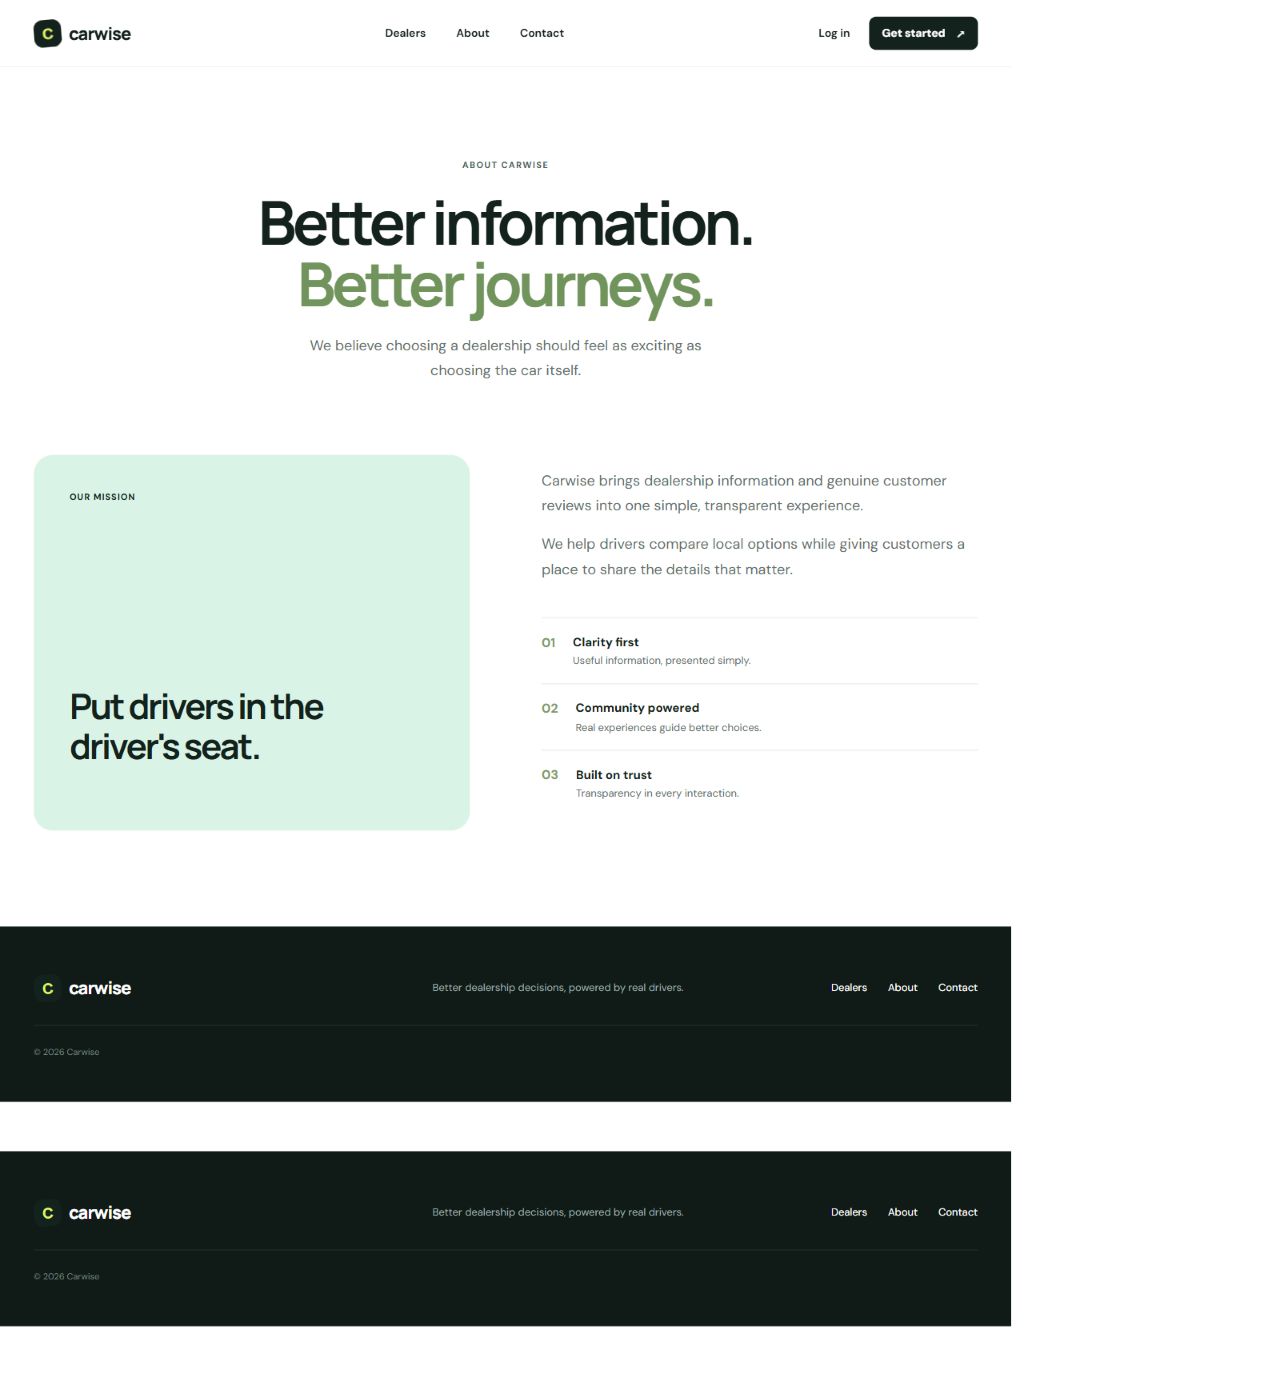 C carwise
Dealers About Contact
Log in Get started ↗
ABOUT CARWISE
Better information.
Better journeys.
We believe choosing a dealership should feel as exciting as
choosing the car itself.
OUR MISSION
Put drivers in the
driver's seat.
Carwise brings dealership information and genuine customer
reviews into one simple, transparent experience.
We help drivers compare local options while giving customers a
place to share the details that matter.
01 Clarity first
Useful information, presented simply.
02 Community powered
Real experiences guide better choices.
03 Built on trust
Transparency in every interaction.
C carwise
Better dealership decisions, powered by real drivers.
Dealers About Contact
© 2026 Carwise
C carwise
Better dealership decisions, powered by real drivers.
Dealers About Contact
© 2026 Carwise